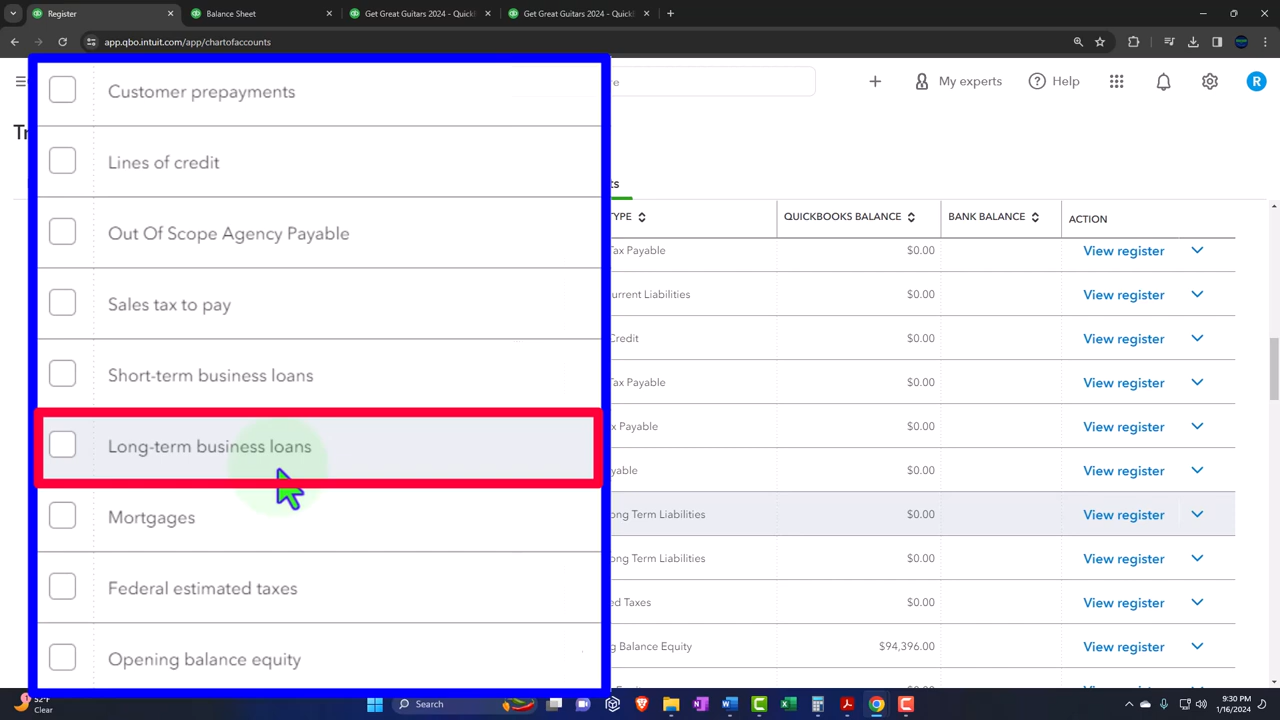 Register
Balance Sheet
Get Great Guitars 2024 - QuickB
Get Great Guitars 2024 - QuickB
app.qbo.intuit.com/app/chartofaccounts
My experts
Help
TYPE
QUICKBOOKS BALANCE
BANK BALANCE
ACTION
Customer prepayments
Tax Payable $0.00 View register
Lines of credit
urrent Liabilities $0.00 View register
Out Of Scope Agency Payable
Credit $0.00 View register
Sales tax to pay
Tax Payable $0.00 View register
Short-term business loans
x Payable $0.00 View register
Long-term business loans
yable $0.00 View register
Mortgages
ong Term Liabilities $0.00 View register
Federal estimated taxes
ong Term Liabilities $0.00 View register
Opening balance equity
ed Taxes $0.00 View register
g Balance Equity $94,396.00 View register
Clear
Search
9:30 PM
1/16/2024